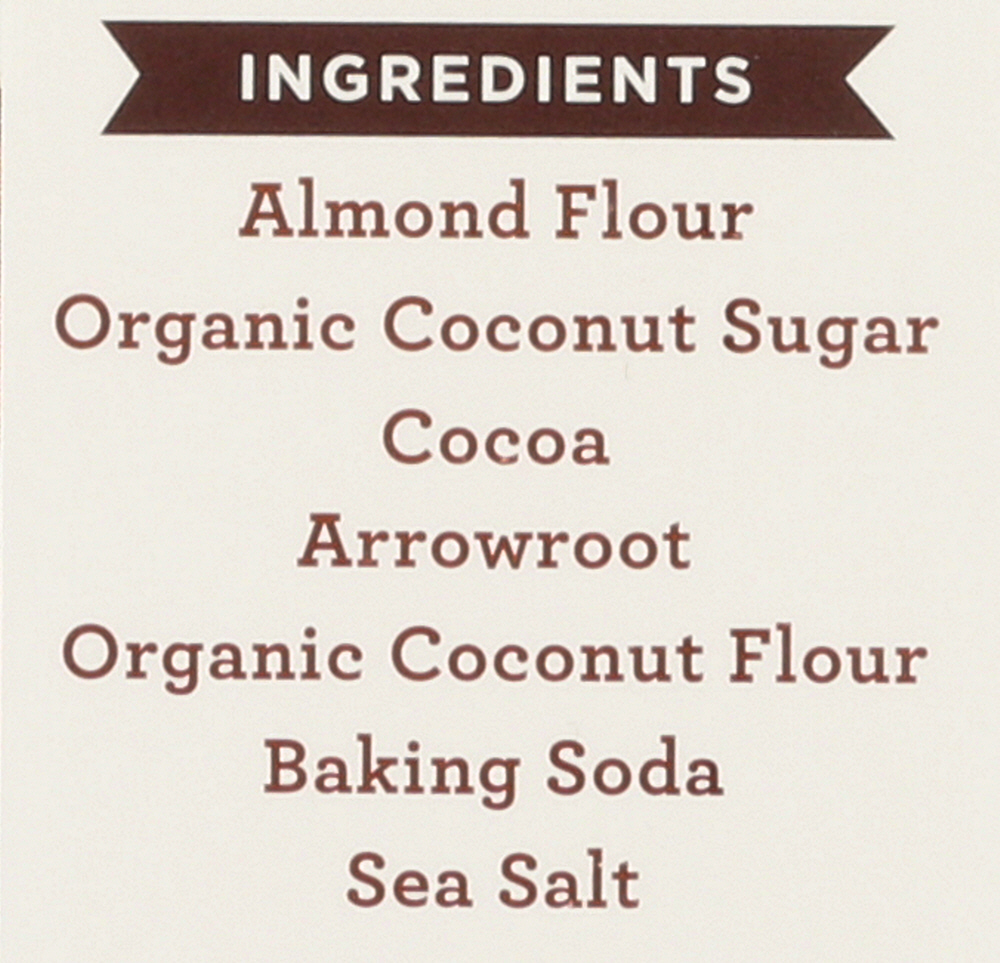 INGREDIENTS
Almond Flour
Organic Coconut Sugar
Cocoa
Arrowroot
Organic Coconut Flour
Baking Soda
Sea Salt